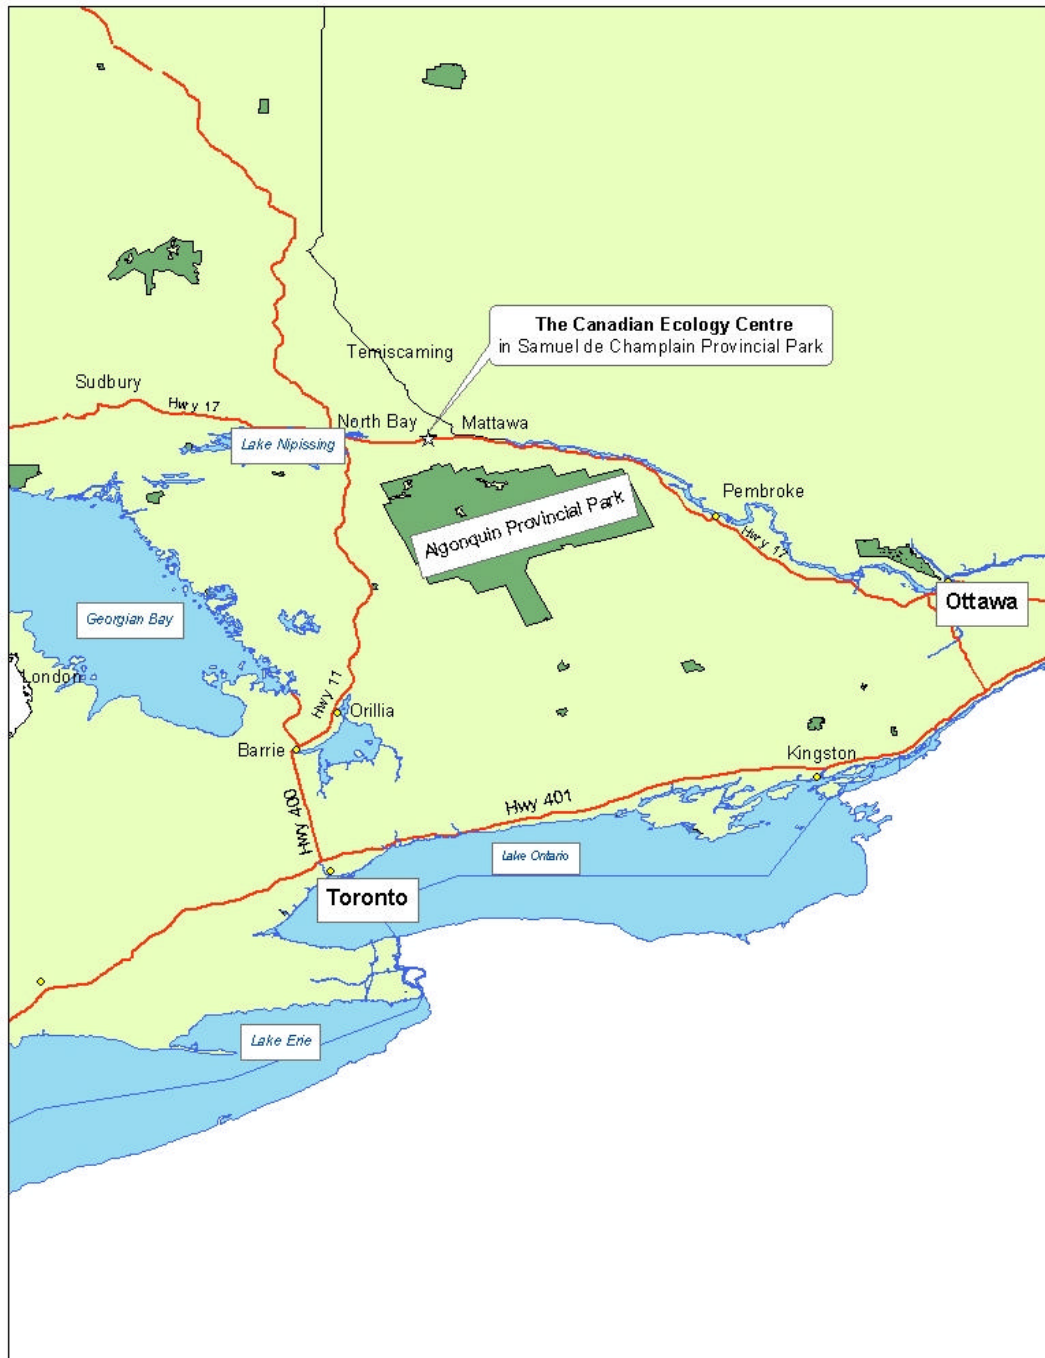 The Canadian Ecology Centre
in Samuel de Champlain Provincial Park
Temiscaming
Sudbury
Hwy 17
North Bay
Mattawa
Lake Nipissing
Pembroke
Algonquin Provincial Park
Hwy 17
Ottawa
Georgian Bay
London
Hwy 11
Orillia
Barrie
Kingston
Hwy 400
Hwy 401
Lake Ontario
Toronto
Lake Erie